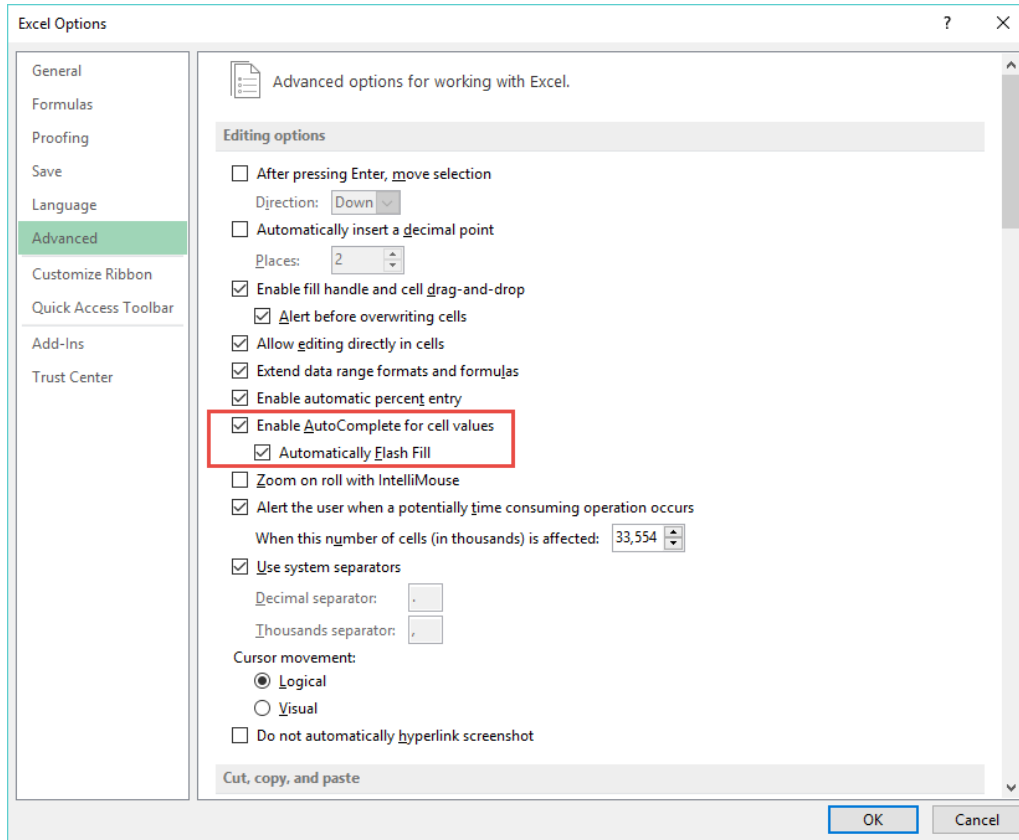 Excel Options
?
General
Formulas
Proofing
Save
Language
Advanced
Customize Ribbon
Quick Access Toolbar
Add-Ins
Trust Center
Advanced options for working with Excel.
Editing options
After pressing Enter, move selection
Direction: Down
Automatically insert a decimal point
Places: 2
Enable fill handle and cell drag-and-drop
Alert before overwriting cells
Allow editing directly in cells
Extend data range formats and formulas
Enable automatic percent entry
Enable AutoComplete for cell values
Automatically Flash Fill
Zoom on roll with IntelliMouse
Alert the user when a potentially time consuming operation occurs
When this number of cells (in thousands) is affected: 33,554
Use system separators
Decimal separator: .
Thousands separator: ,
Cursor movement:
Logical
Visual
Do not automatically hyperlink screenshot
Cut, copy, and paste
OK Cancel